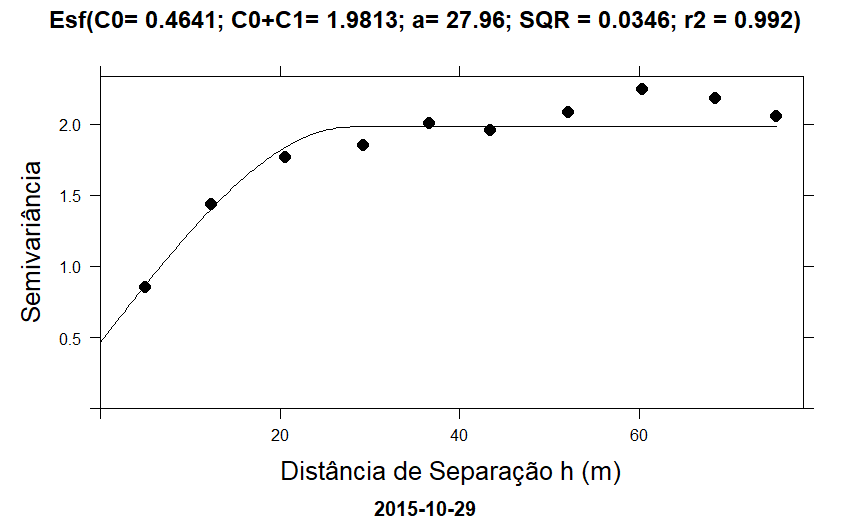 Esf(C0= 0.4641; C0+C1= 1.9813; a= 27.96; SQR = 0.0346; r2 = 0.992)
Semivariância
2.0
1.5
1.0
0.5
20 40 60
Distância de Separação h (m)
2015-10-29